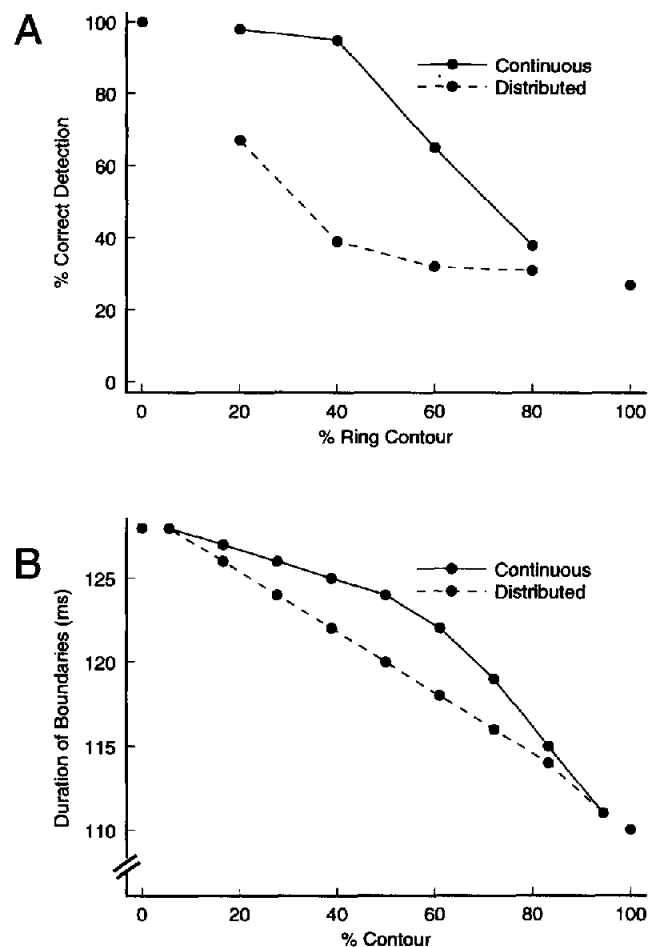 A
100
80
60
40
20
0
% Correct Detection
Continuous
Distributed
0 20 40 60 80 100
% Ring Contour
B
125
120
115
110
Duration of Boundaries (ms)
Continuous
Distributed
0 20 40 60 80 100
% Contour